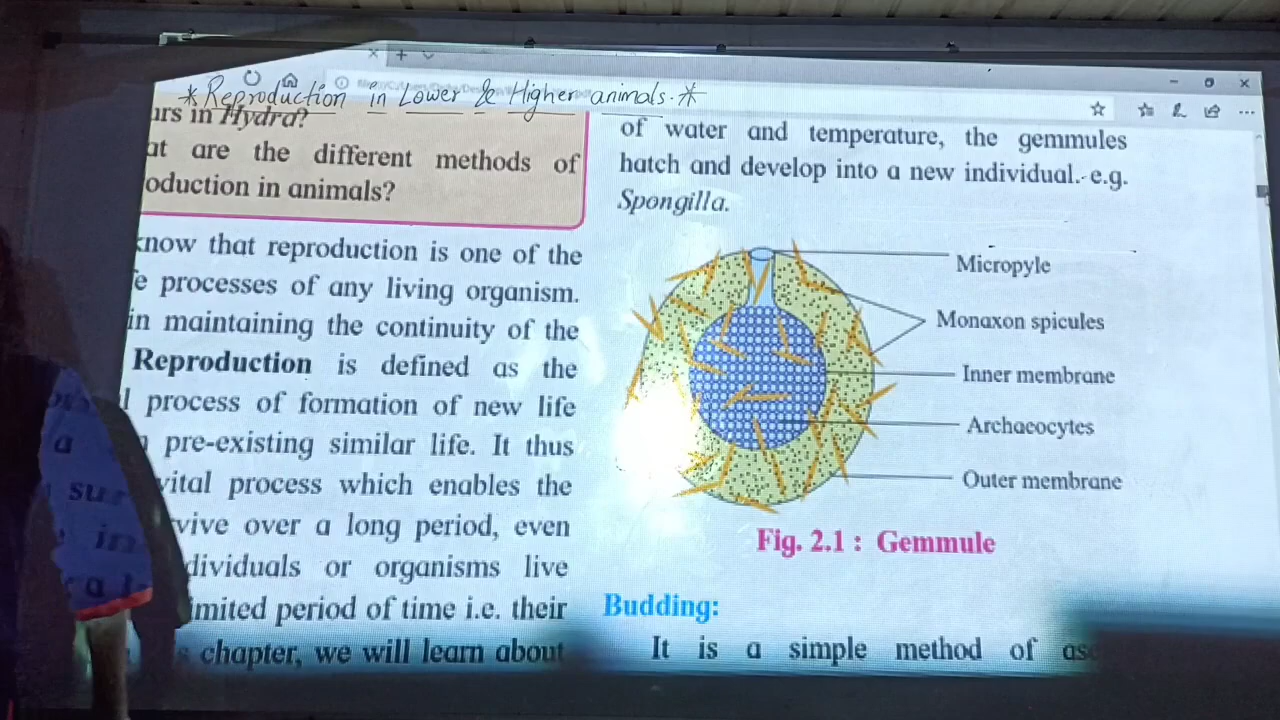 * Reproduction in Lower & Higher animals. *
urs in Hydra?
at are the different methods of
oduction in animals?
know that reproduction is one of the
e processes of any living organism.
in maintaining the continuity of the
Reproduction is defined as the
l process of formation of new life
pre-existing similar life. It thus
vital process which enables the
vive over a long period, even
dividuals or organisms live
imited period of time i.e. their
s chapter, we will learn about
of water and temperature, the gemmules
hatch and develop into a new individual. e.g.
Spongilla.
Micropyle
Monaxon spicules
Inner membrane
Archaeocytes
Outer membrane
Fig. 2.1 : Gemmule
Budding:
It is a simple method of as